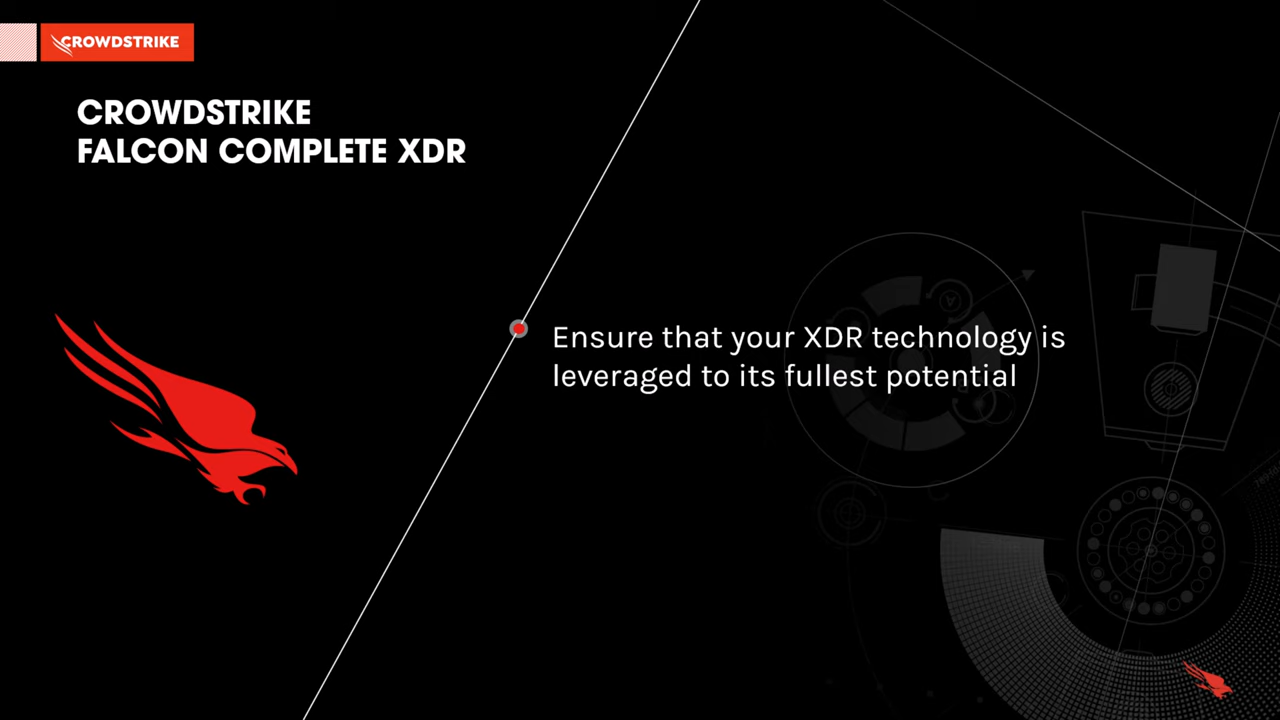 CROWDSTRIKE
CROWDSTRIKE
FALCON COMPLETE XDR
Ensure that your XDR technology is
leveraged to its fullest potential